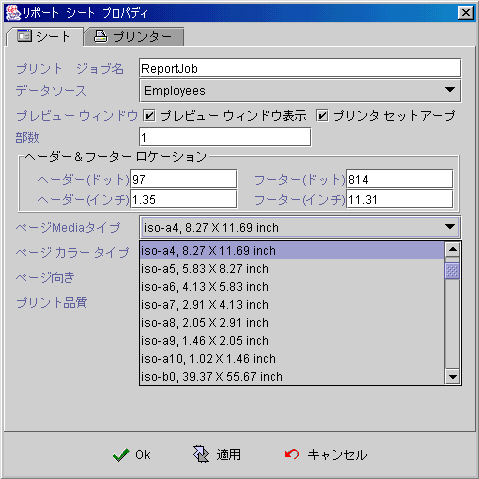 リポート シート プロパディ
シート プリンター
プリント ジョブ名 ReportJob
データソース Employees
プレビュー ウィンドウ プレビュー ウィンドウ表示 プリンタ セットアープ
部数 1
ヘーダー＆フーター ロケーション
ヘーダー(ドット) 97 フーター(ドット) 814
ヘーダー(インチ) 1.35 フーター(インチ) 11.31
ページMediaタイプ iso-a4, 8.27 X 11.69 inch
ページ カラー タイプ
ページ向き
プリント品質
iso-a4, 8.27 X 11.69 inch
iso-a5, 5.83 X 8.27 inch
iso-a6, 4.13 X 5.83 inch
iso-a7, 2.91 X 4.13 inch
iso-a8, 2.05 X 2.91 inch
iso-a9, 1.46 X 2.05 inch
iso-a10, 1.02 X 1.46 inch
iso-b0, 39.37 X 55.67 inch
Ok 適用 キャンセル